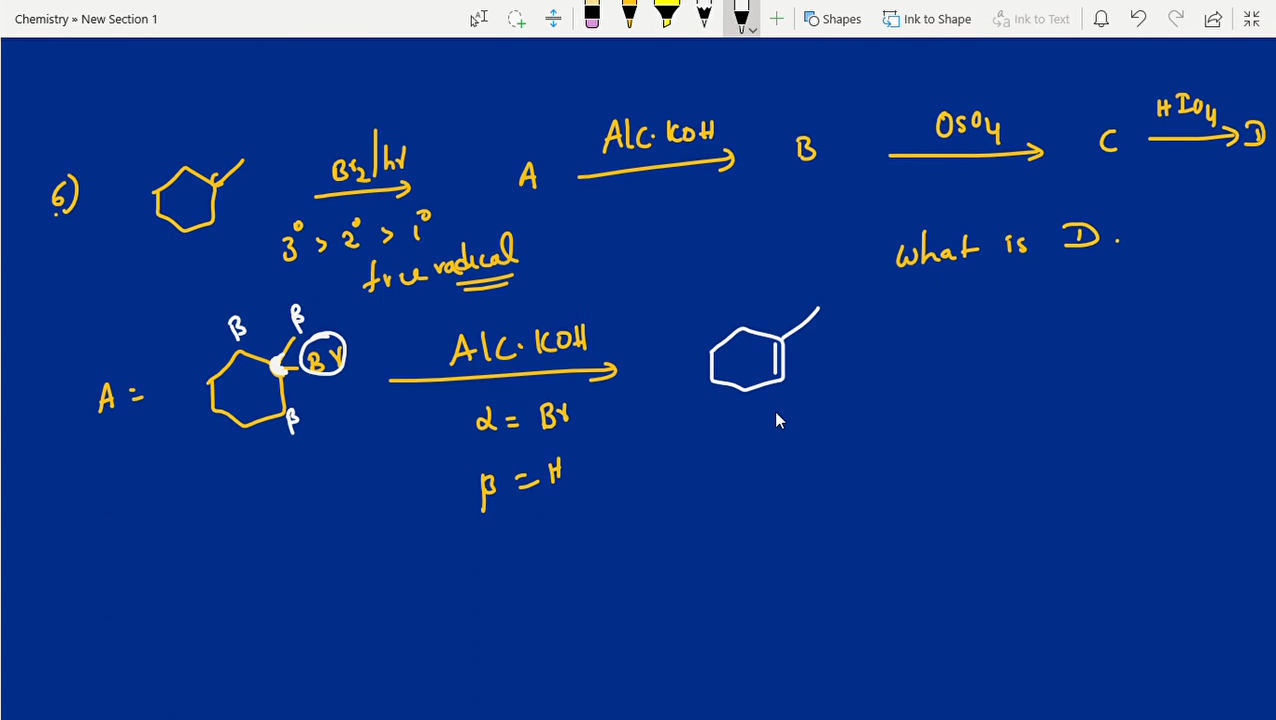 Chemistry » New Section 1
Shapes
Ink to Shape
Ink to Text
6)
Br2/hν
A
Alc.KOH
B
OsO4
C
HIO4
D
3° > 2° > 1°
free radical
What is D.
A =
β
β
Br
β
Alc.KOH
α = Br
β = H